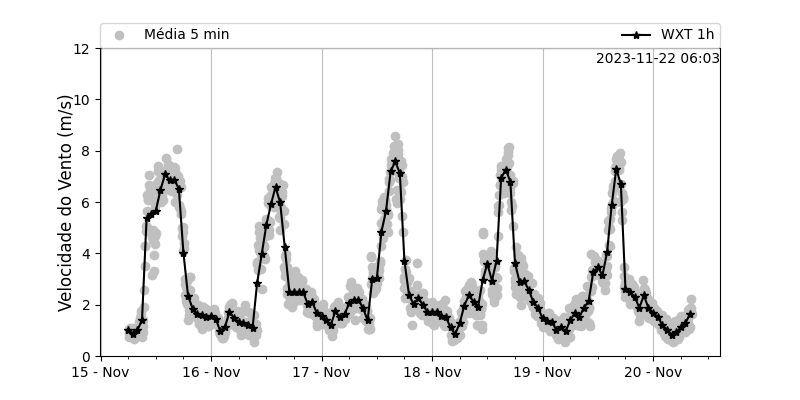 Média 5 min
WXT 1h
2023-11-22 06:03
Velocidade do Vento (m/s)
12
10
8
6
4
2
0
15 - Nov 16 - Nov 17 - Nov 18 - Nov 19 - Nov 20 - Nov